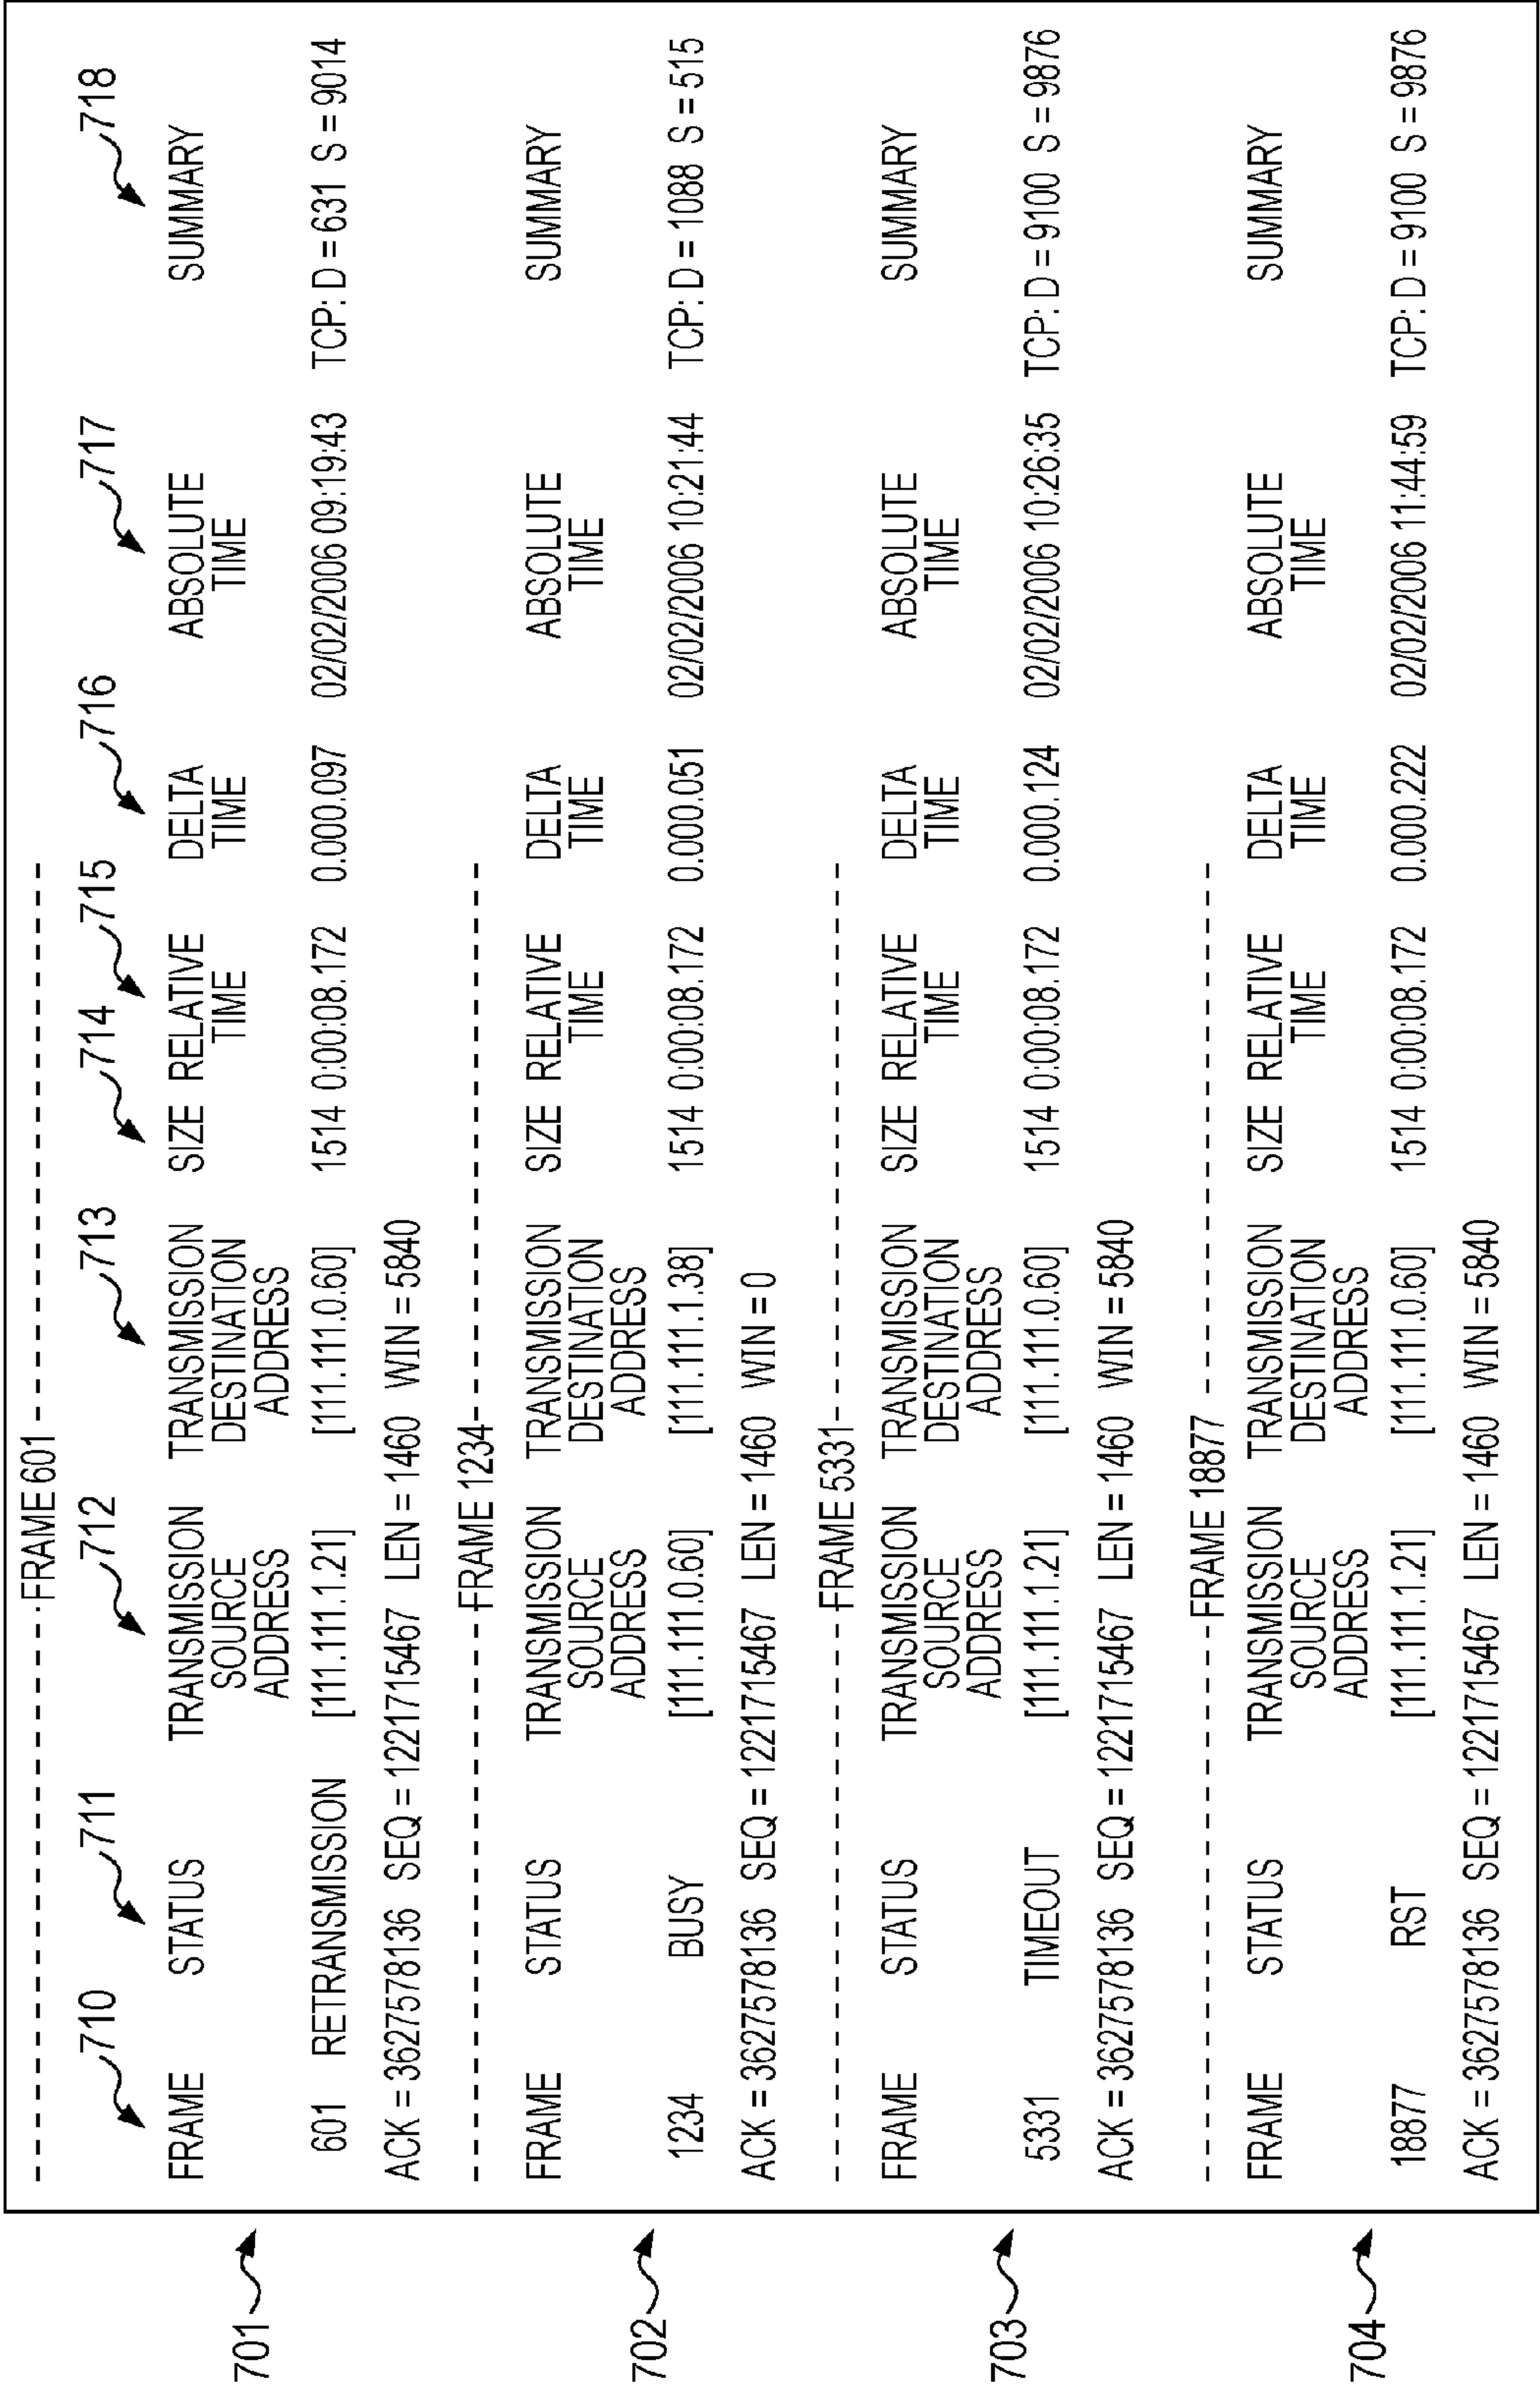 FRAME 601
710 711 712 713 714 715 716 717 718
FRAME STATUS TRANSMISSION SOURCE ADDRESS TRANSMISSION DESTINATION ADDRESS SIZE RELATIVE TIME DELTA TIME ABSOLUTE TIME SUMMARY
701
601 RETRANSMISSION [111.111.1.21] [111.111.0.60] 1514 0:00:08.172 0.000.097 02/02/2006 09:19:43 TCP: D = 631 S = 9014
ACK = 3627578136 SEQ = 1221715467 LEN = 1460 WIN = 5840
FRAME 1234
FRAME STATUS TRANSMISSION SOURCE ADDRESS TRANSMISSION DESTINATION ADDRESS SIZE RELATIVE TIME DELTA TIME ABSOLUTE TIME SUMMARY
702
1234 BUSY [111.111.0.60] [111.111.1.38] 1514 0:00:08.172 0.000.051 02/02/2006 10:21:44 TCP: D = 1088 S = 515
ACK = 3627578136 SEQ = 1221715467 LEN = 1460 WIN = 0
FRAME 5331
FRAME STATUS TRANSMISSION SOURCE ADDRESS TRANSMISSION DESTINATION ADDRESS SIZE RELATIVE TIME DELTA TIME ABSOLUTE TIME SUMMARY
703
5331 TIMEOUT [111.111.1.21] [111.111.0.60] 1514 0:00:08.172 0.000.124 02/02/2006 10:26:35 TCP: D = 9100 S = 9876
ACK = 3627578136 SEQ = 1221715467 LEN = 1460 WIN = 5840
FRAME 18877
FRAME STATUS TRANSMISSION SOURCE ADDRESS TRANSMISSION DESTINATION ADDRESS SIZE RELATIVE TIME DELTA TIME ABSOLUTE TIME SUMMARY
704
18877 RST [111.111.1.21] [111.111.0.60] 1514 0:00:08.172 0.000.222 02/02/2006 11:44:59 TCP: D = 9100 S = 9876
ACK = 3627578136 SEQ = 1221715467 LEN = 1460 WIN = 5840